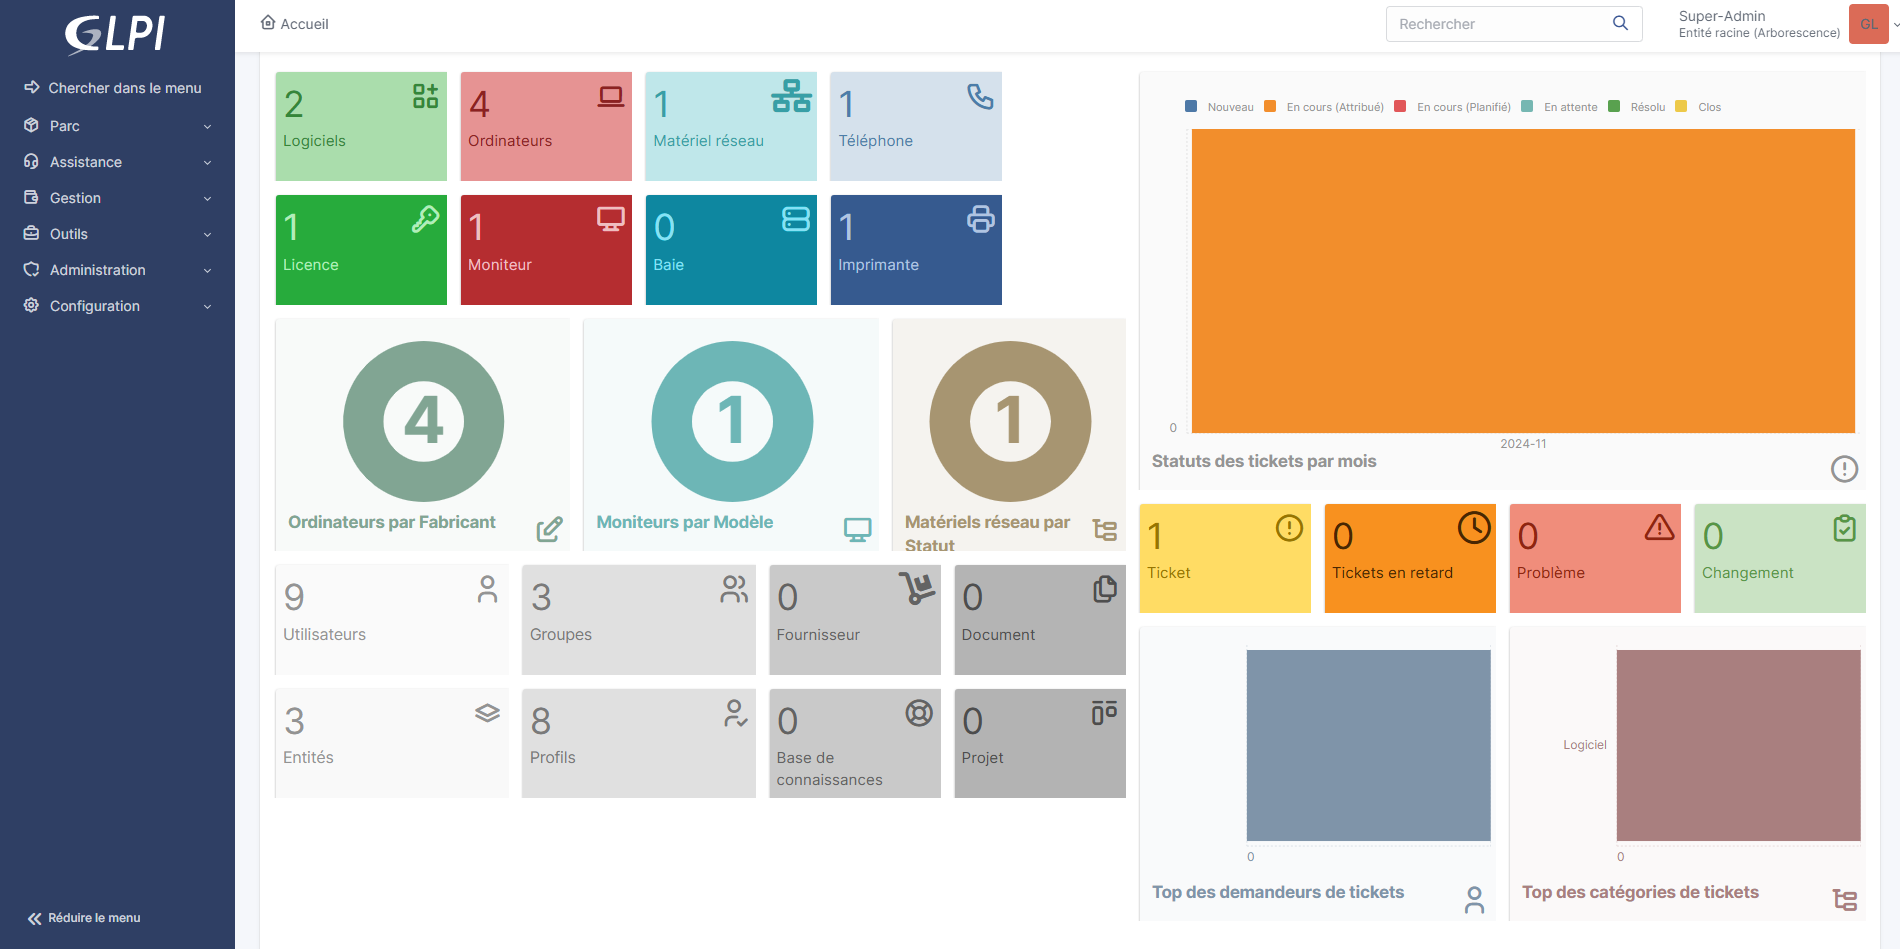 GLPI
Chercher dans le menu
Parc
Assistance
Gestion
Outils
Administration
Configuration
Réduire le menu
Accueil
Rechercher
Super-Admin
Entité racine (Arborescence)
GL
2
Logiciels
4
Ordinateurs
1
Matériel réseau
1
Téléphone
1
Licence
1
Moniteur
0
Baie
1
Imprimante
4
Ordinateurs par Fabricant
1
Moniteurs par Modèle
1
Matériels réseau par
Statut
9
Utilisateurs
3
Groupes
0
Fournisseur
0
Document
3
Entités
8
Profils
0
Base de
connaissances
0
Projet
Nouveau En cours (Attribué) En cours (Planifié) En attente Résolu Clos
0
2024-11
Statuts des tickets par mois
1
Ticket
0
Tickets en retard
0
Problème
0
Changement
0
Top des demandeurs de tickets
Logiciel
0
Top des catégories de tickets